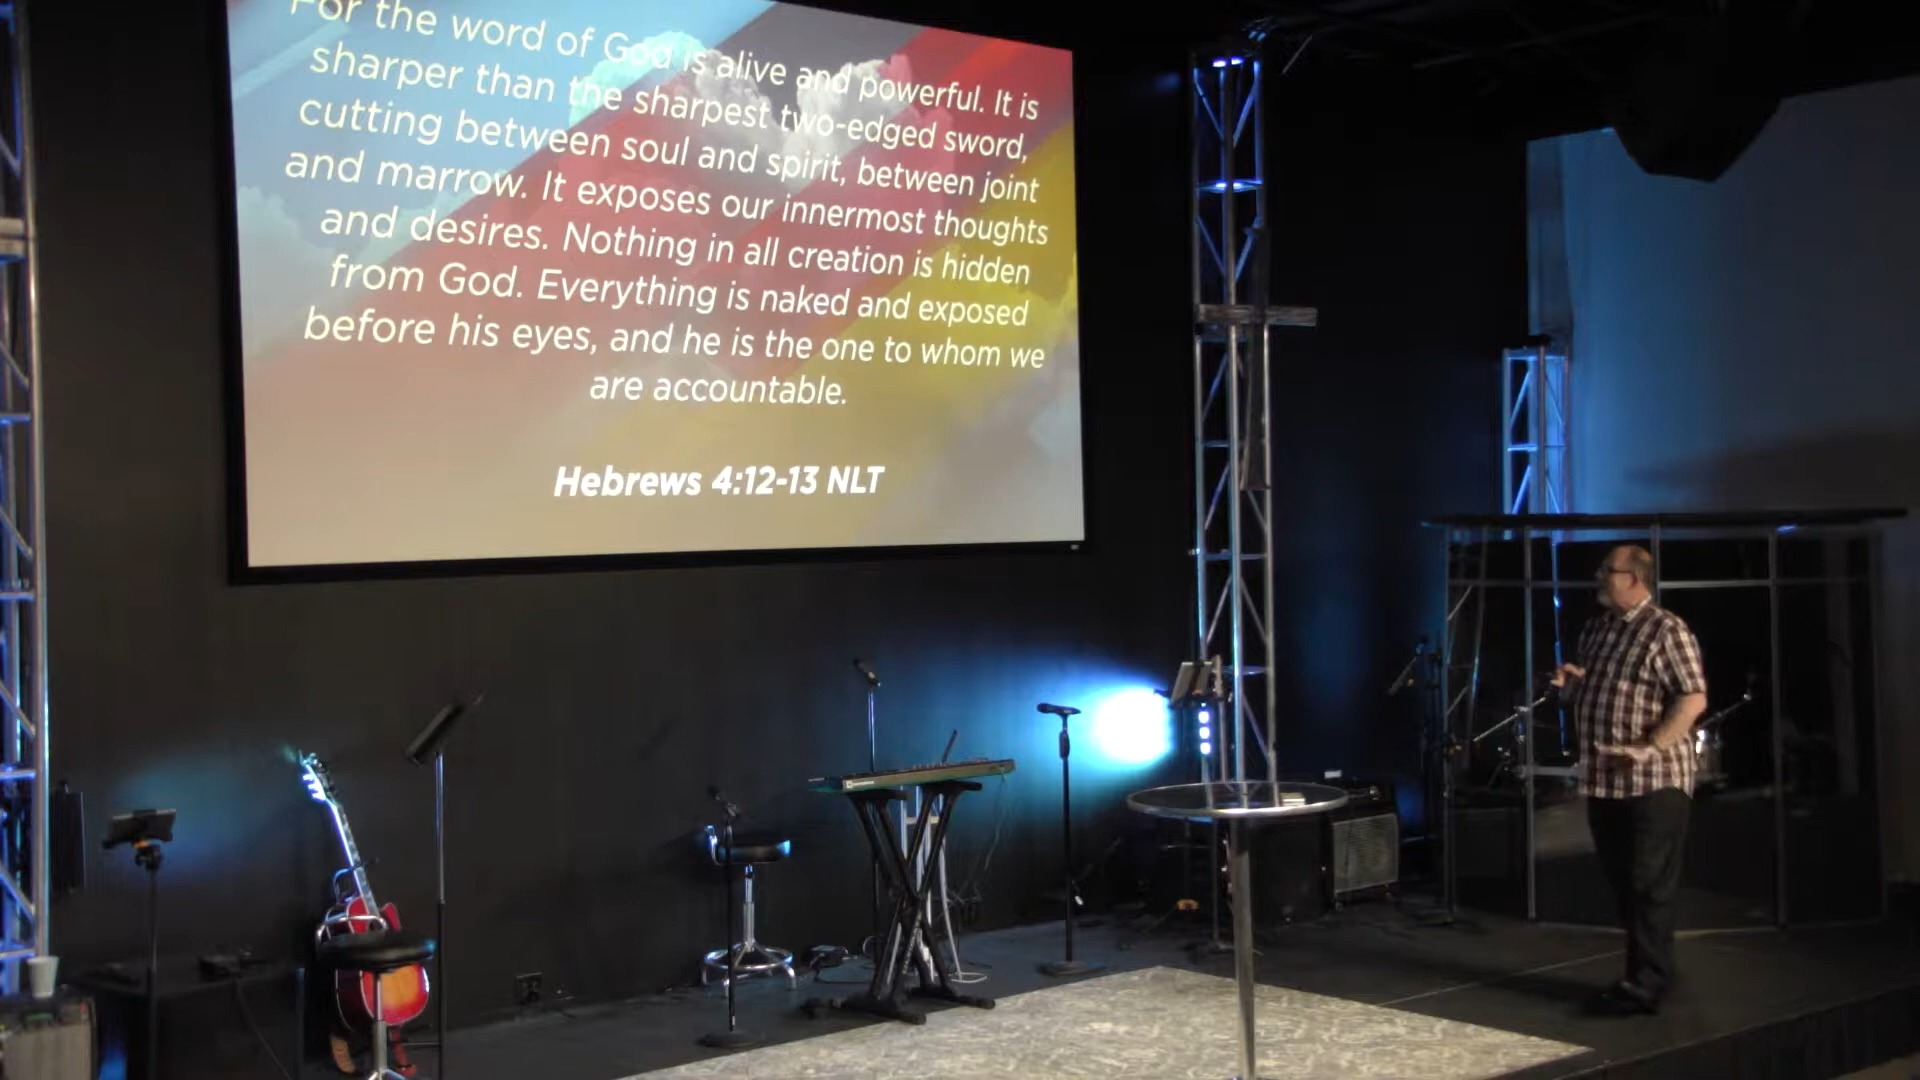 For the word of God is alive and powerful. It is
sharper than the sharpest two-edged sword,
cutting between soul and spirit, between joint
and marrow. It exposes our innermost thoughts
and desires. Nothing in all creation is hidden
from God. Everything is naked and exposed
before his eyes, and he is the one to whom we
are accountable.
Hebrews 4:12-13 NLT